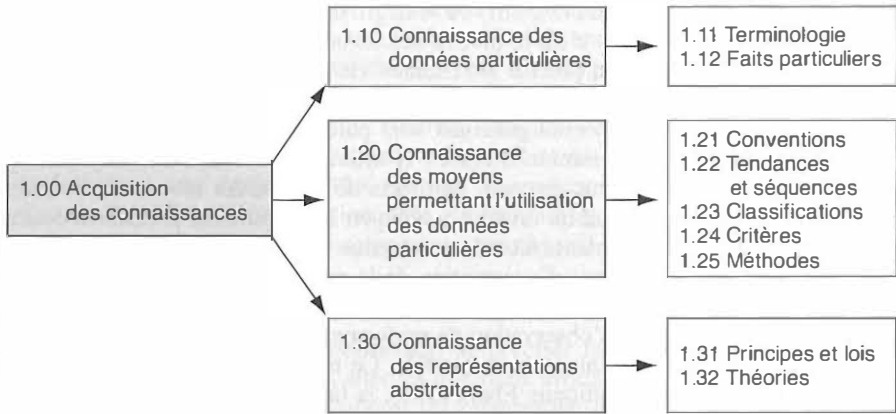 1.10 Connaissance des
données particulières
1.11 Terminologie
1.12 Faits particuliers
1.00 Acquisition
des connaissances
1.20 Connaissance
des moyens
permettant l'utilisation
des données
particulières
1.21 Conventions
1.22 Tendances
et séquences
1.23 Classifications
1.24 Critères
1.25 Méthodes
1.30 Connaissance
des représentations
abstraites
1.31 Principes et lois
1.32 Théories